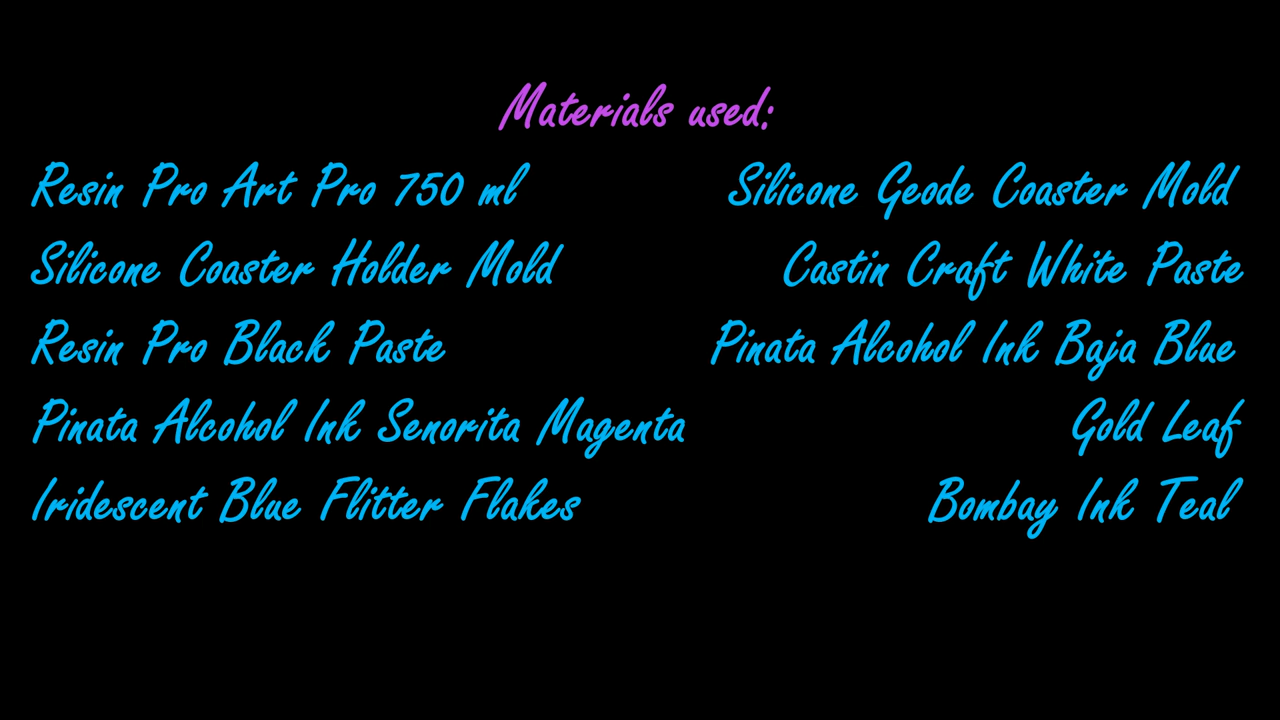 Materials used:
Resin Pro Art Pro 750 ml
Silicone Geode Coaster Mold
Silicone Coaster Holder Mold
Castin Craft White Paste
Resin Pro Black Paste
Pinata Alcohol Ink Baja Blue
Pinata Alcohol Ink Senorita Magenta
Gold Leaf
Iridescent Blue Flitter Flakes
Bombay Ink Teal